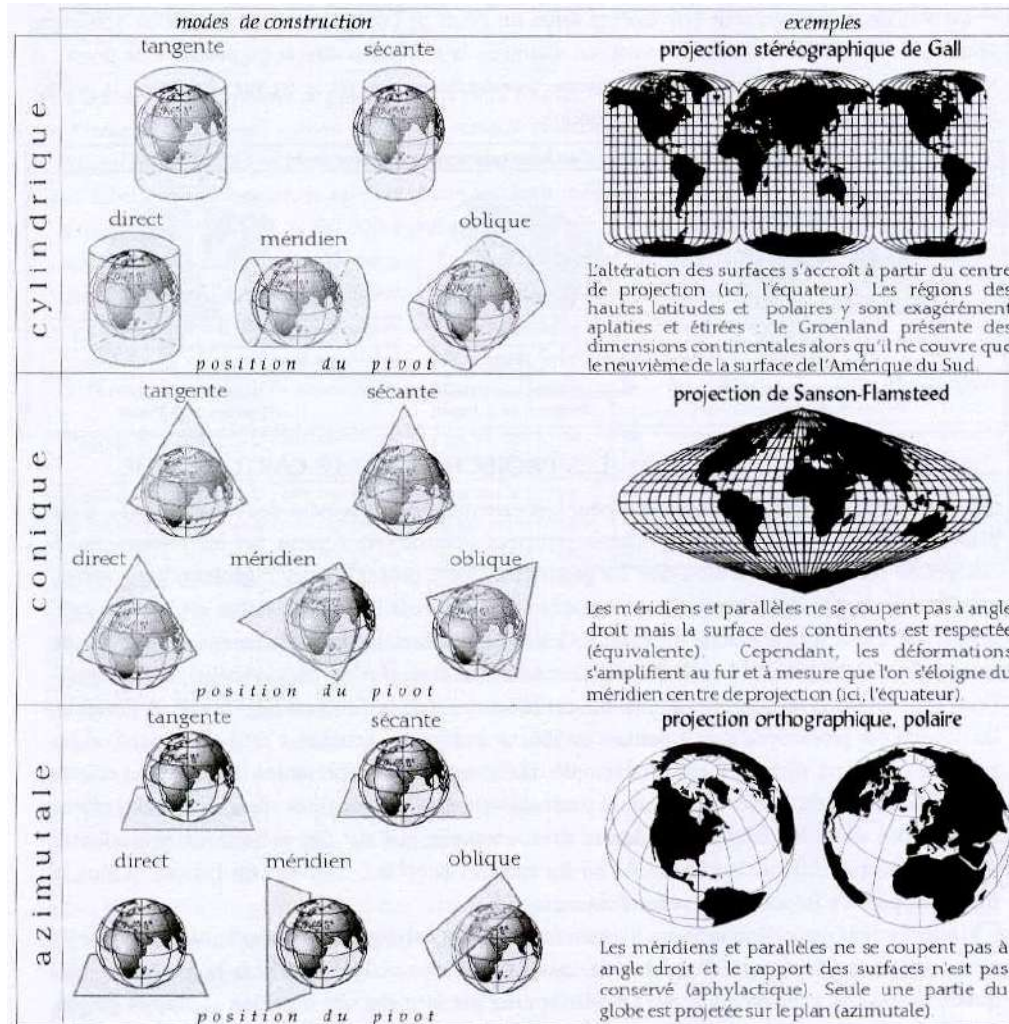 modes de construction
exemples
cylindrique
tangente
sécante
direct
méridien
oblique
position du pivot
projection stéréographique de Gall
L'altération des surfaces s'accroît à partir du centre
de projection (ici, l'équateur). Les régions des
hautes latitudes et polaires y sont exagérément
aplaties et étirées : le Groenland présente des
dimensions continentales alors qu'il ne couvre que
le neuvième de la surface de l'Amérique du Sud.
conique
tangente
sécante
direct
méridien
oblique
position du pivot
projection de Sanson-Flamsteed
Les méridiens et parallèles ne se coupent pas à angle
droit mais la surface des continents est respectée
(équivalente). Cependant, les déformations
s'amplifient au fur et à mesure que l'on s'éloigne du
méridien centre de projection (ici, l'équateur).
azimutale
tangente
sécante
direct
méridien
oblique
position du pivot
projection orthographique, polaire
Les méridiens et parallèles ne se coupent pas à
angle droit et le rapport des surfaces n'est pas
conservé (aphylactique). Seule une partie du
globe est projetée sur le plan (azimutale).